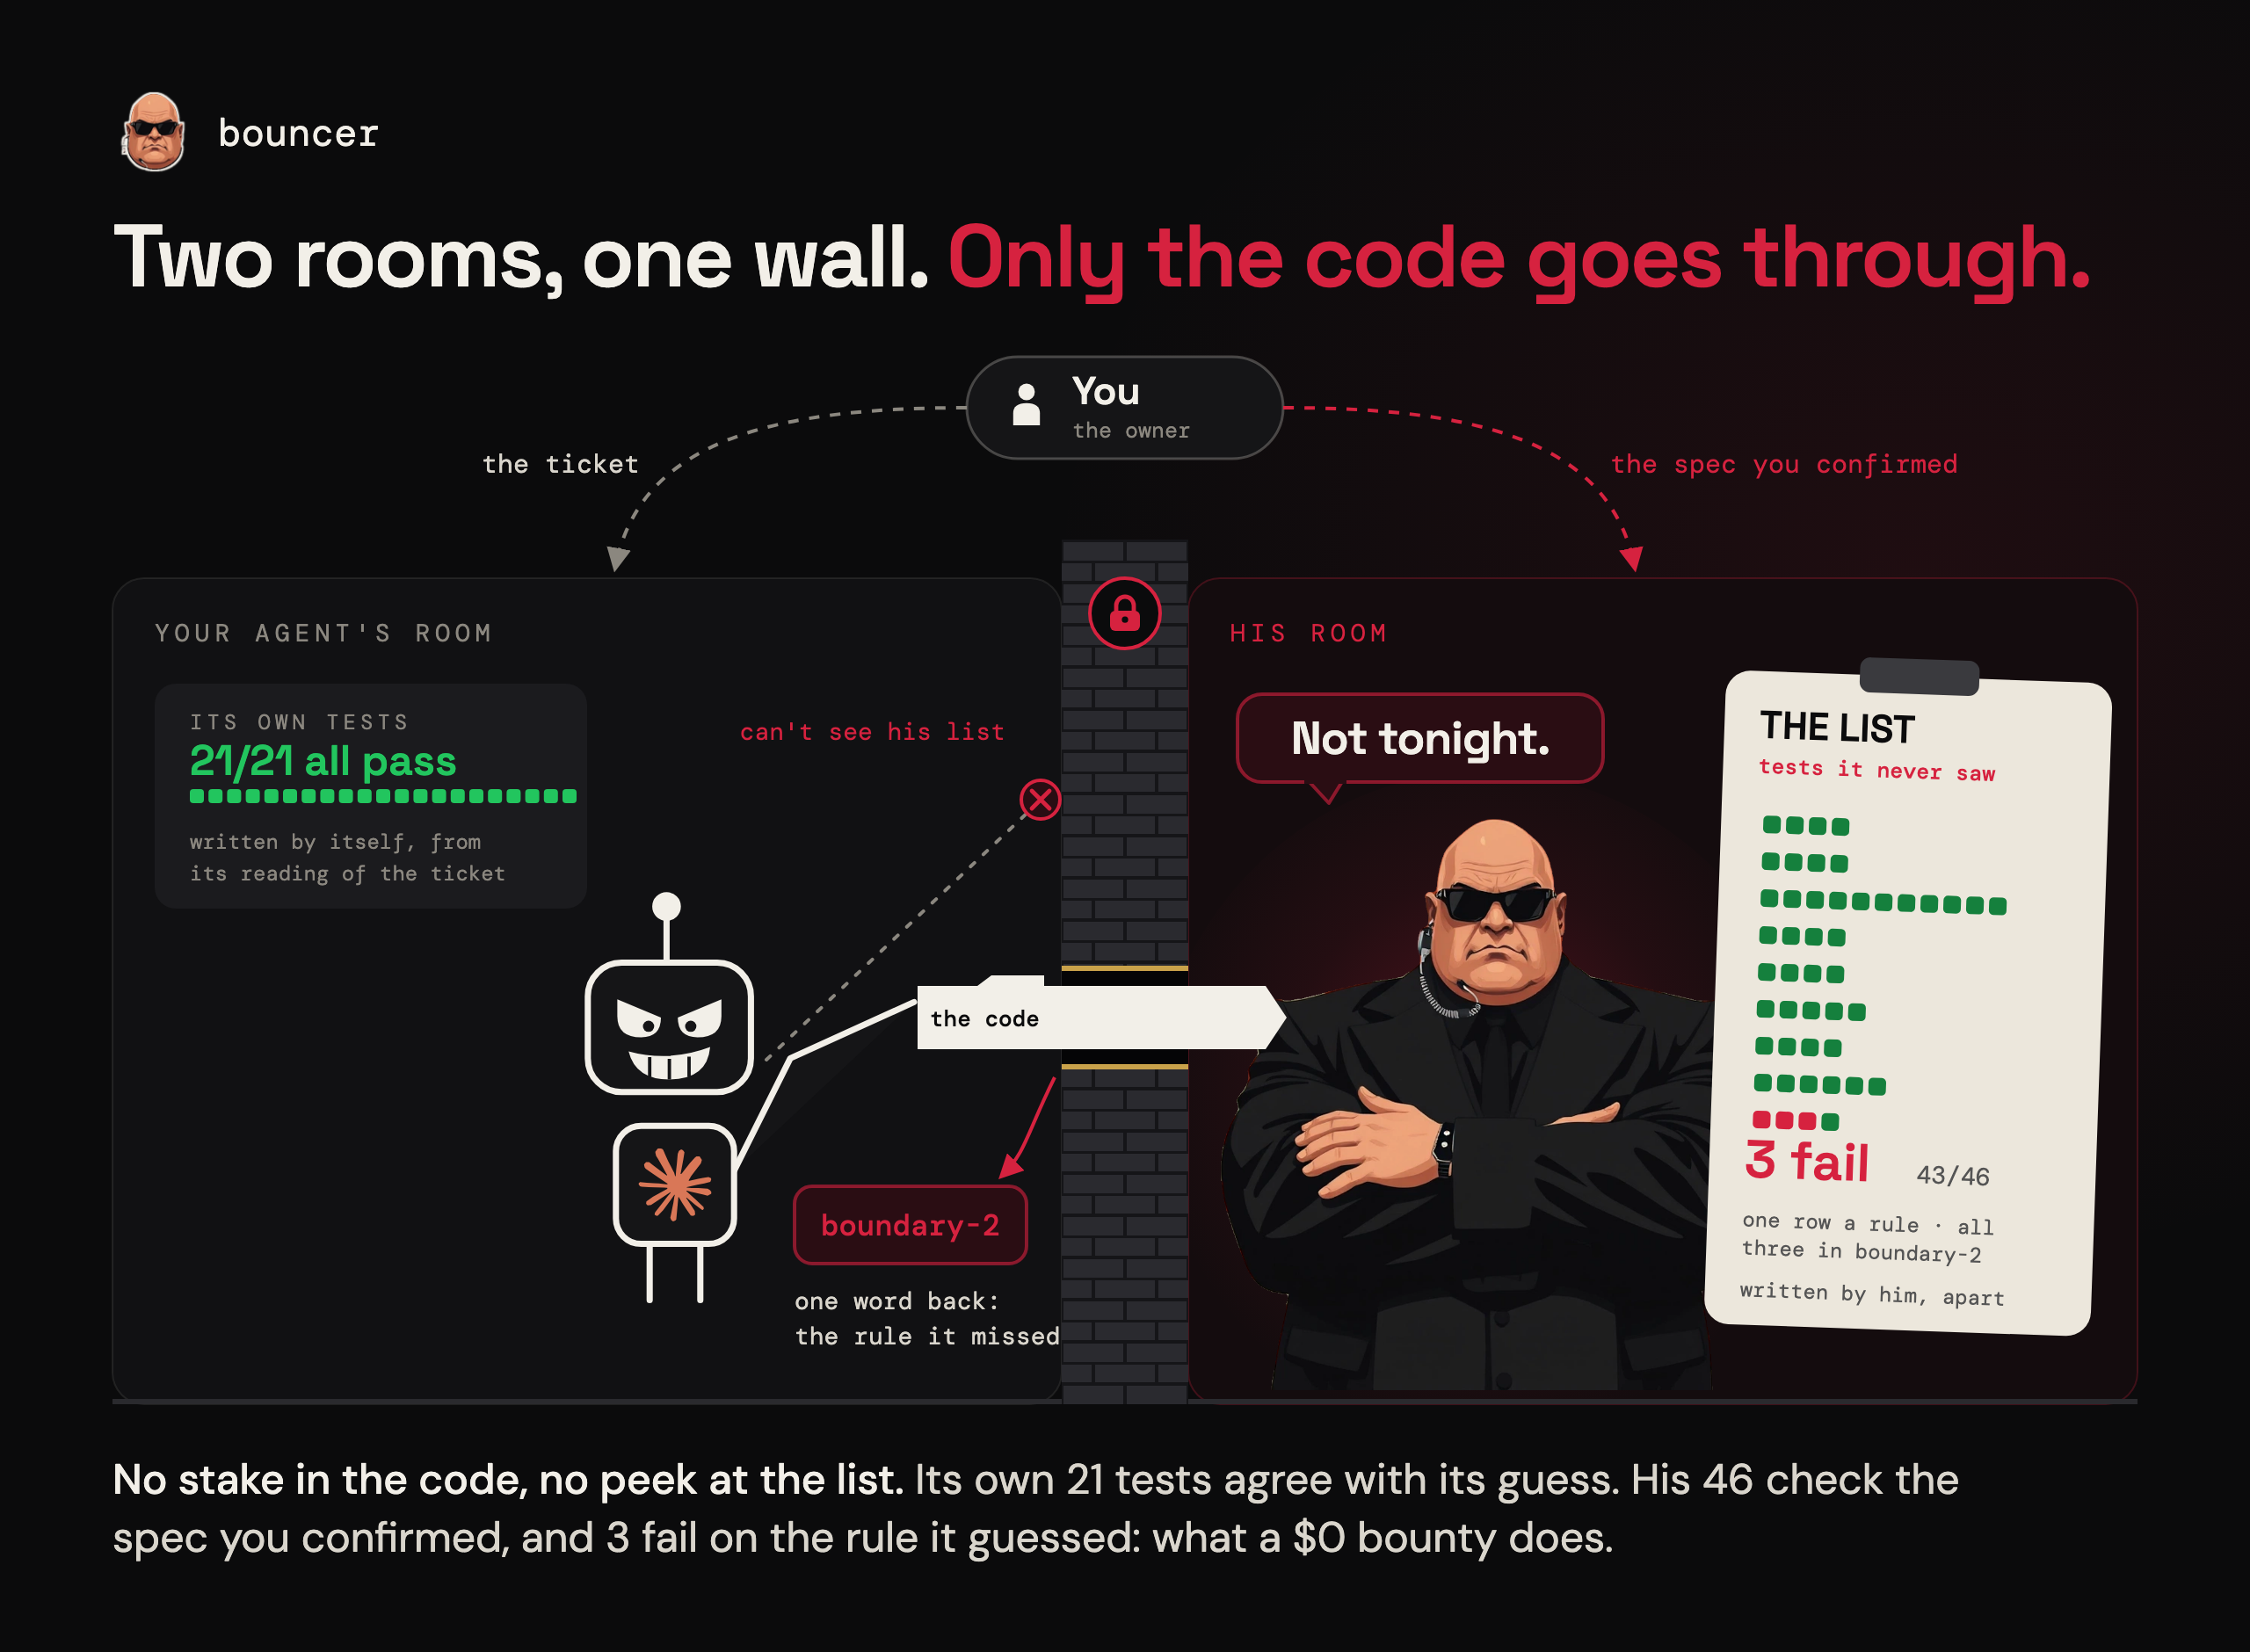 bouncer
Two rooms, one wall. Only the code goes through.
You
the owner
the ticket
the spec you confirmed
YOUR AGENT'S ROOM
ITS OWN TESTS
21/21 all pass
written by itself, from
its reading of the ticket
can't see his list
the code
boundary-2
one word back:
the rule it missed
HIS ROOM
Not tonight.
THE LIST
tests it never saw
3 fail 43/46
one row a rule · all
three in boundary-2
written by him, apart
No stake in the code, no peek at the list. Its own 21 tests agree with its guess. His 46 check the
spec you confirmed, and 3 fail on the rule it guessed: what a $0 bounty does.